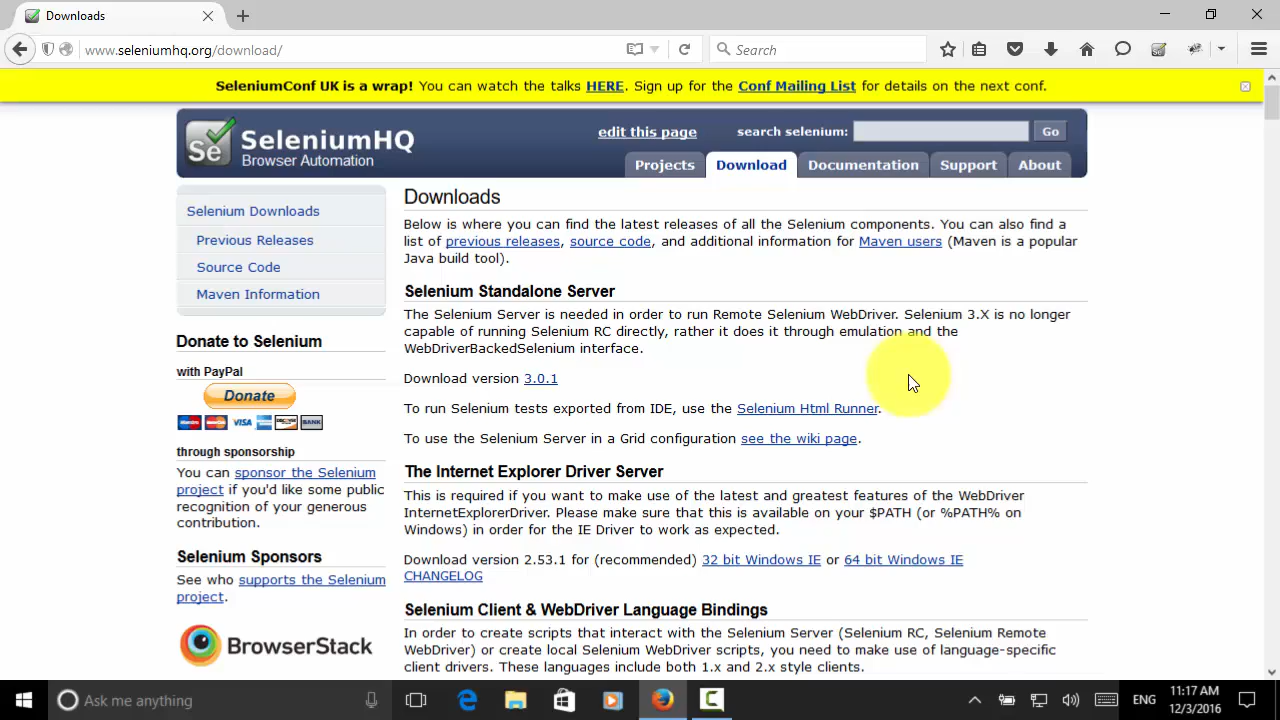 Downloads
www.seleniumhq.org/download/
Search
SeleniumConf UK is a wrap! You can watch the talks HERE. Sign up for the Conf Mailing List for details on the next conf.
Se
SeleniumHQ
Browser Automation
edit this page
search selenium:
Go
Projects
Download
Documentation
Support
About
Selenium Downloads
Previous Releases
Source Code
Maven Information
Donate to Selenium
with PayPal
Donate
VISA
BANK
through sponsorship
You can sponsor the Selenium
project if you'd like some public
recognition of your generous
contribution.
Selenium Sponsors
See who supports the Selenium
project.
BrowserStack
Downloads
Below is where you can find the latest releases of all the Selenium components. You can also find a
list of previous releases, source code, and additional information for Maven users (Maven is a popular
Java build tool).
Selenium Standalone Server
The Selenium Server is needed in order to run Remote Selenium WebDriver. Selenium 3.X is no longer
capable of running Selenium RC directly, rather it does it through emulation and the
WebDriverBackedSelenium interface.
Download version 3.0.1
To run Selenium tests exported from IDE, use the Selenium Html Runner.
To use the Selenium Server in a Grid configuration see the wiki page.
The Internet Explorer Driver Server
This is required if you want to make use of the latest and greatest features of the WebDriver
InternetExplorerDriver. Please make sure that this is available on your $PATH (or %PATH% on
Windows) in order for the IE Driver to work as expected.
Download version 2.53.1 for (recommended) 32 bit Windows IE or 64 bit Windows IE
CHANGELOG
Selenium Client & WebDriver Language Bindings
In order to create scripts that interact with the Selenium Server (Selenium RC, Selenium Remote
WebDriver) or create local Selenium WebDriver scripts, you need to make use of language-specific
client drivers. These languages include both 1.x and 2.x style clients.
Ask me anything
ENG
11:17 AM
12/3/2016